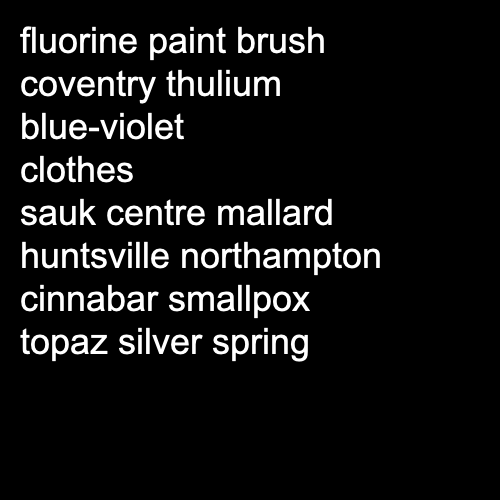 fluorine paint brush
coventry thulium
blue-violet
clothes
sauk centre mallard
huntsville northampton
cinnabar smallpox
topaz silver spring